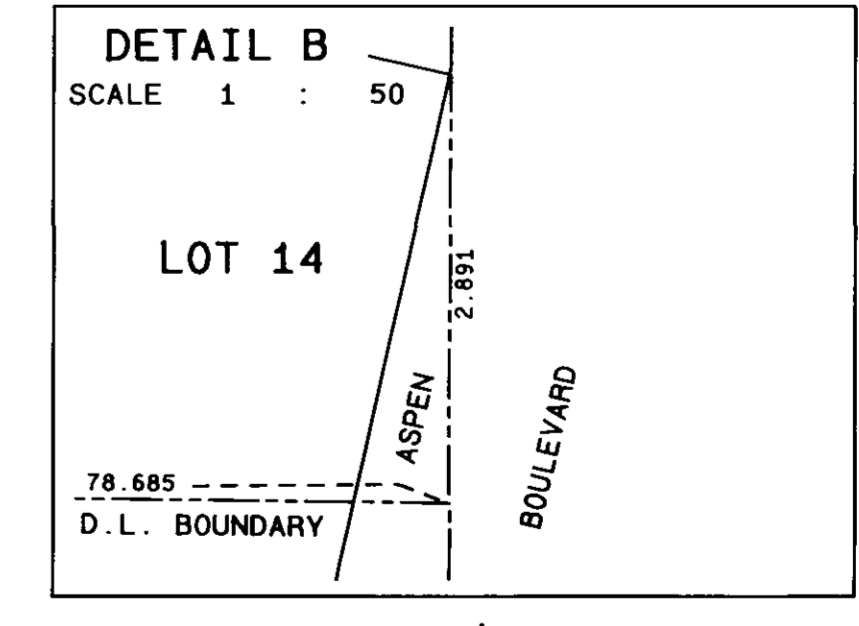 DETAIL B
SCALE 1 : 50
LOT 14
2.891
ASPEN
BOULEVARD
78.685
D.L. BOUNDARY